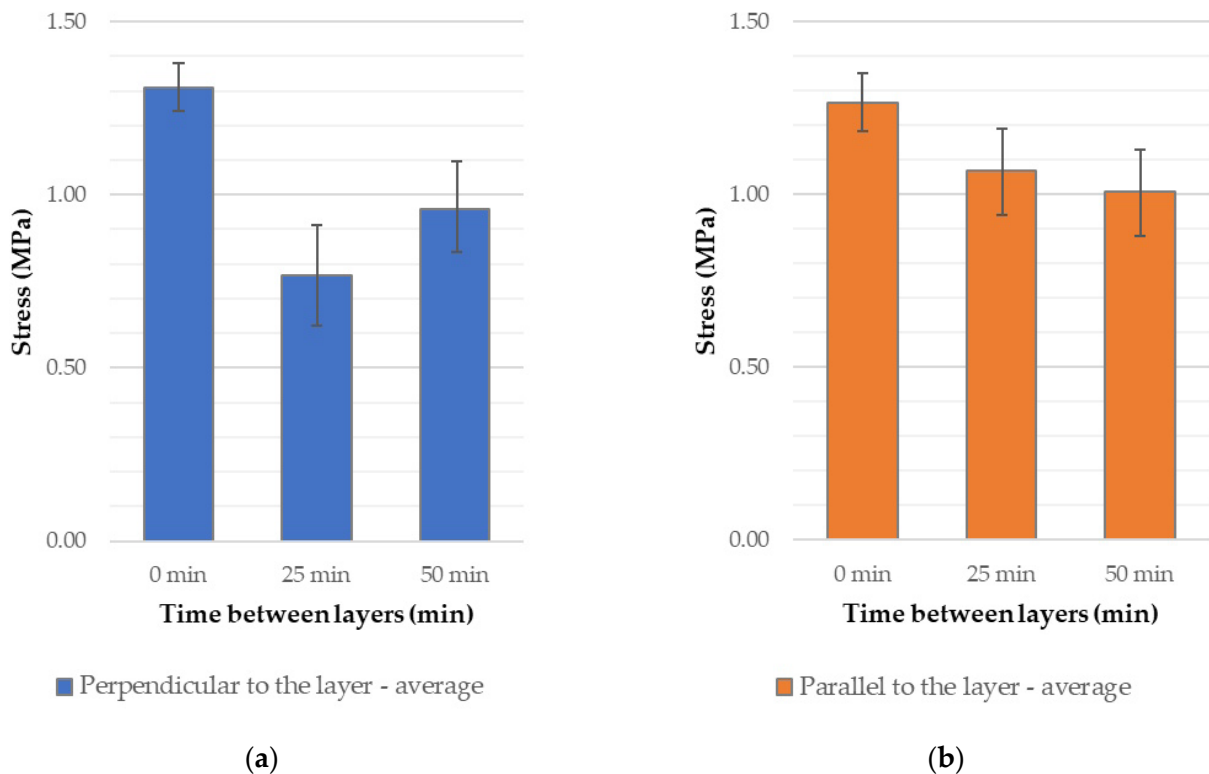 1.50
1.00
0.50
0.00
Stress (MPa)
0 min
25 min
50 min
Time between layers (min)
Perpendicular to the layer - average
(a)
1.50
1.00
0.50
0.00
Stress (MPa)
0 min
25 min
50 min
Time between layers (min)
Parallel to the layer - average
(b)